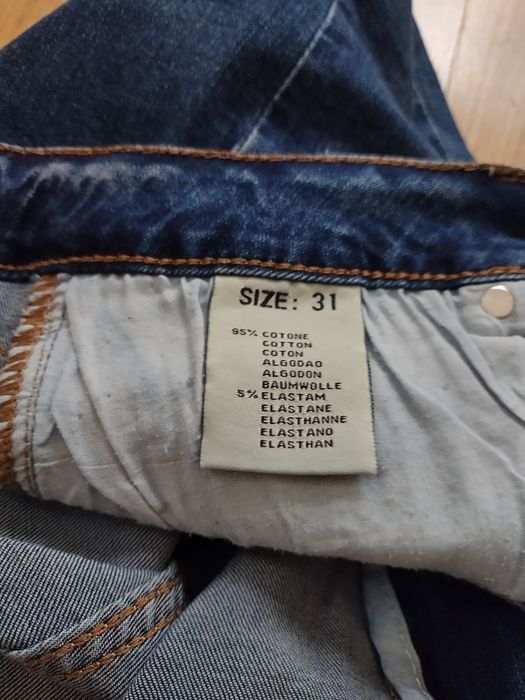 SIZE: 31
95% COTONE
COTTON
COTON
ALGODAO
ALGODON
BAUMWOLLE
5% ELASTAM
ELASTANE
ELASTHANNE
ELASTANO
ELASTHAN